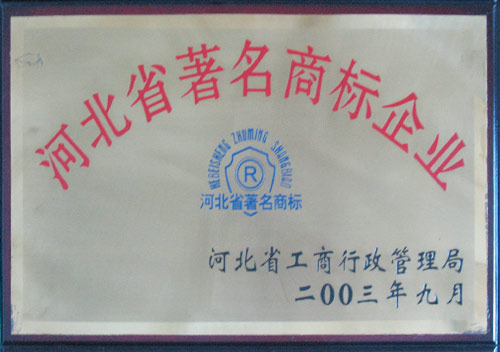 河北省著名商标企业
HEBEISHENG ZHUMING SHANGBIAO
R
河北省著名商标
河北省工商行政管理局
二00三年九月